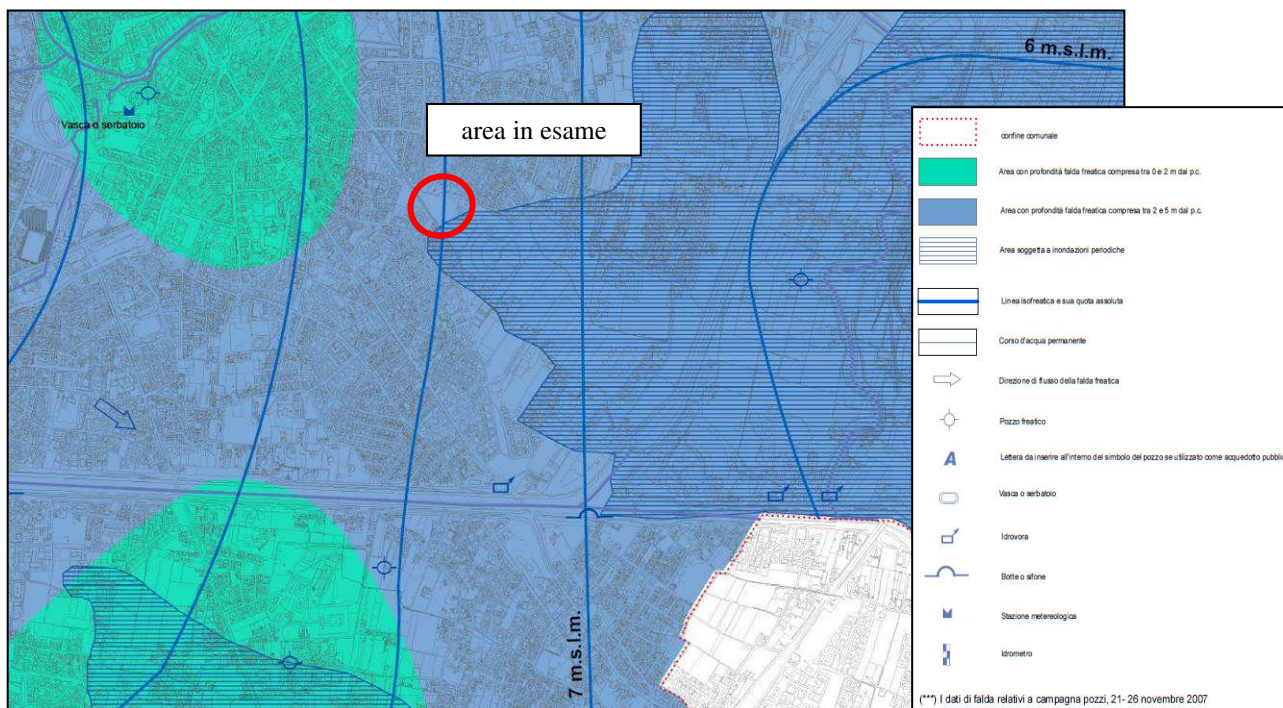 6 m.s.l.m.
Vasca o serbatoio
area in esame
7 m.s.l.m.
confine comunale
Area con profondità falda freatica compresa tra 0 e 2 m dal p.c.
Area con profondità falda freatica compresa tra 2 e 5 m dal p.c.
Area soggetta a inondazioni periodiche
Linea isofreatica e sua quota assoluta
Corso d'acqua permanente
Direzione di flusso della falda freatica
Pozzo freatico
A
Lettera da inserire all'interno del simbolo del pozzo se utilizzato come acquedotto pubblic
Vasca o serbatoio
Idrovora
Botte o sifone
Stazione metereologica
Idrometro
(***) I dati di falda relativi a campagna pozzi, 21- 26 novembre 2007